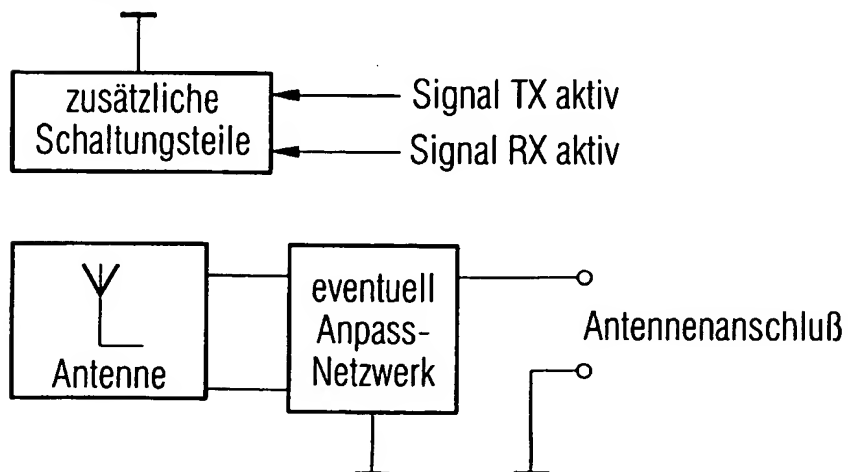 zusätzliche
Schaltungsteile
Signal TX aktiv
Signal RX aktiv
Antenne
eventuell
Anpass-
Netzwerk
Antennenanschluß